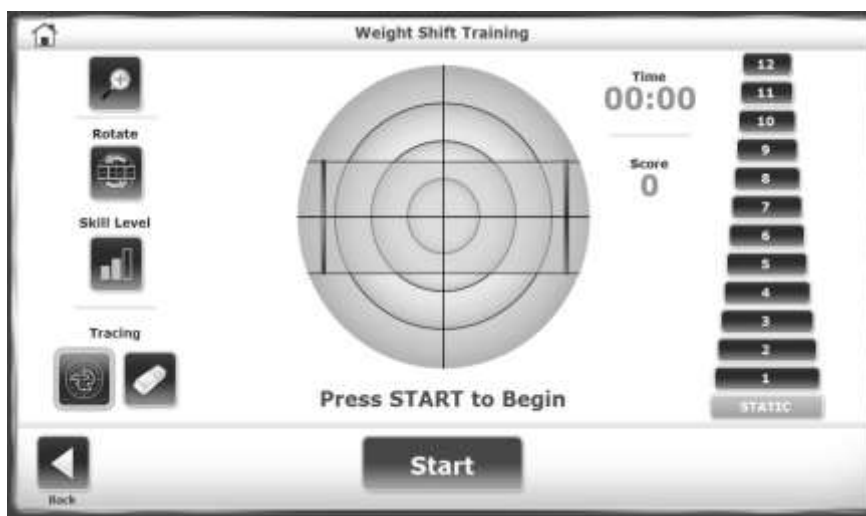 Weight Shift Training
Rotate
Skill Level
Tracing
Time
00:00
Score
0
12
11
10
9
8
7
6
5
4
3
2
1
STATIC
Press START to Begin
Start
Back